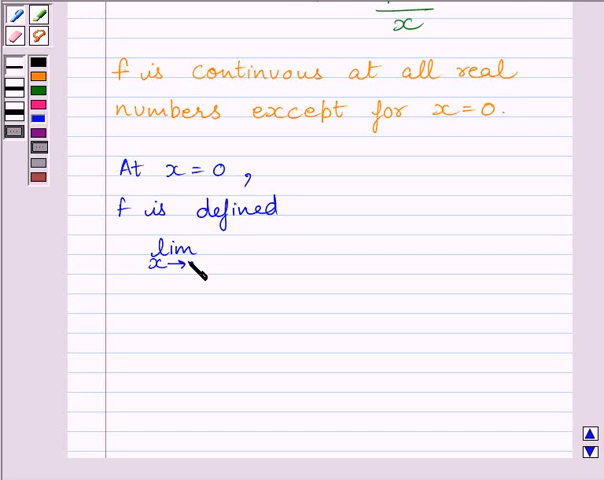 x
f is continuous at all real
numbers except for x=0.
At x = 0 ,
f is defined
lim
x→